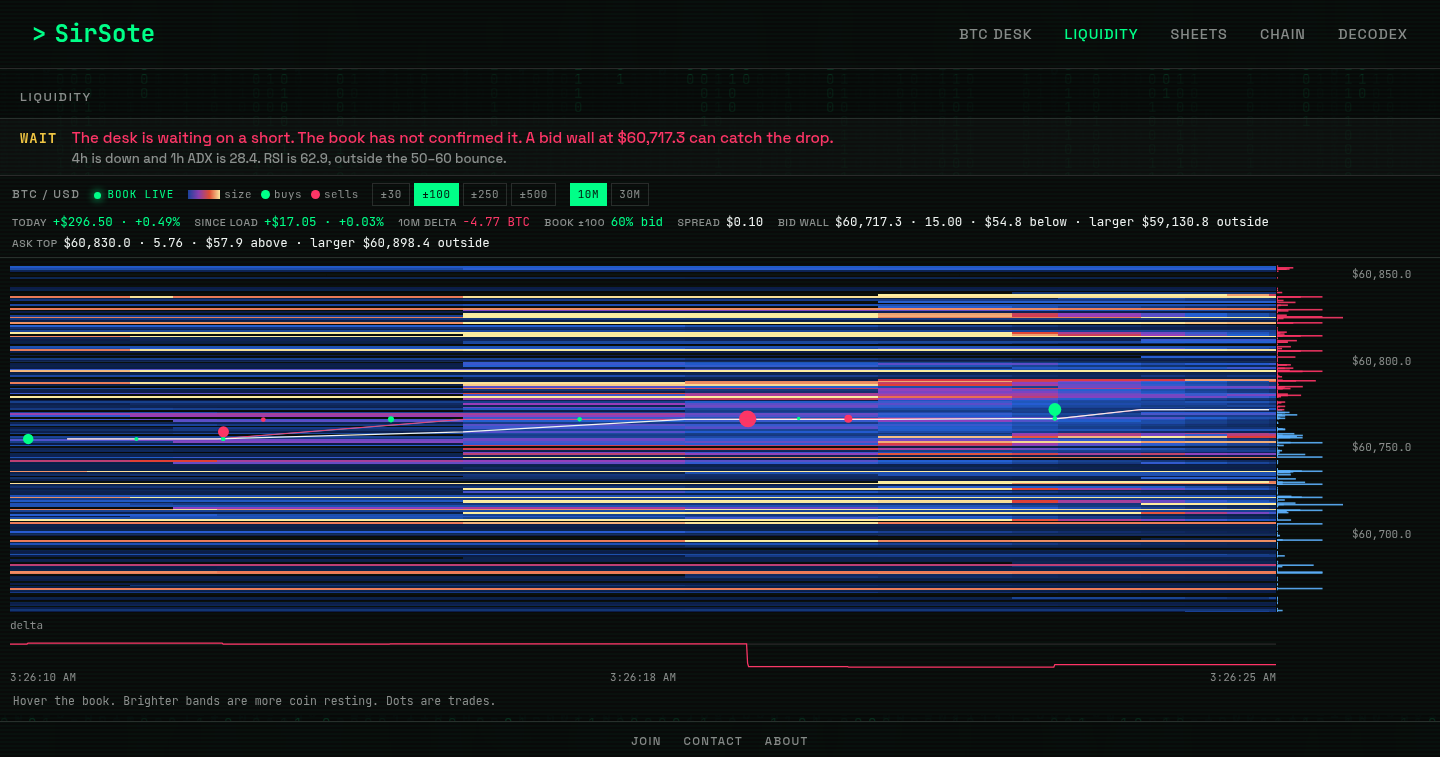 > SirSote
BTC DESK LIQUIDITY SHEETS CHAIN DECODEX
LIQUIDITY
WAIT The desk is waiting on a short. The book has not confirmed it. A bid wall at $60,717.3 can catch the drop.
4h is down and 1h ADX is 28.4. RSI is 62.9, outside the 50–60 bounce.
BTC / USD BOOK LIVE size buys sells ±30 ±100 ±250 ±500 10M 30M
TODAY +$296.50 · +0.49% SINCE LOAD +$17.05 · +0.03% 10M DELTA -4.77 BTC BOOK ±100 60% bid SPREAD $0.10 BID WALL $60,717.3 · 15.00 · $54.8 below · larger $59,130.8 outside
ASK TOP $60,830.0 · 5.76 · $57.9 above · larger $60,898.4 outside
$60,850.0
$60,800.0
$60,750.0
$60,700.0
delta
3:26:10 AM 3:26:18 AM 3:26:25 AM
Hover the book. Brighter bands are more coin resting. Dots are trades.
JOIN CONTACT ABOUT